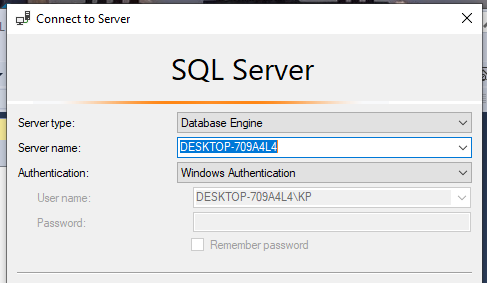 Connect to Server
SQL Server
Server type: Database Engine
Server name: DESKTOP-709A4L4
Authentication: Windows Authentication
User name: DESKTOP-709A4L4\KP
Password:
Remember password